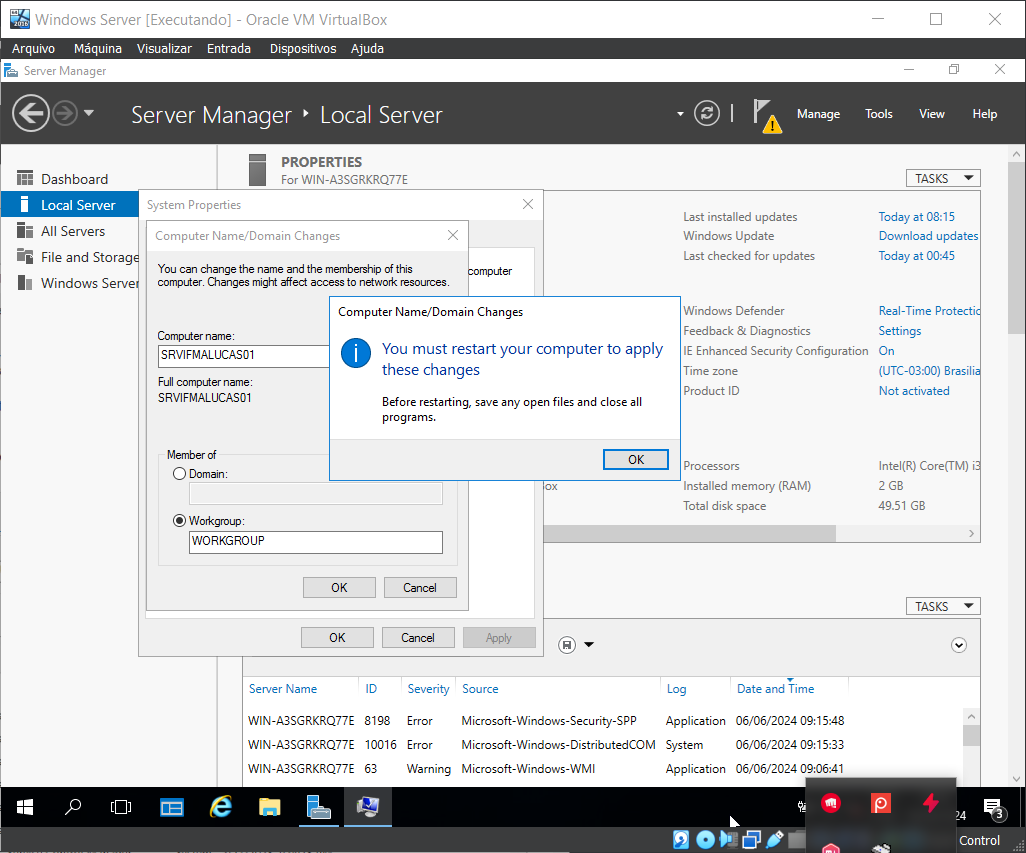 Windows Server [Executando] - Oracle VM VirtualBox
Arquivo Máquina Visualizar Entrada Dispositivos Ajuda
Server Manager
Server Manager Local Server
Manage Tools View Help
Dashboard
Local Server
All Servers
File and Storage
Windows Server
PROPERTIES
For WIN-A3SGRKRQ77E
TASKS
Last installed updates Today at 08:15
Windows Update Download updates
Last checked for updates Today at 00:45
Windows Defender Real-Time Protectio
Feedback & Diagnostics Settings
IE Enhanced Security Configuration On
Time zone (UTC-03:00) Brasilia
Product ID Not activated
Processors Intel(R) Core(TM) i3
Installed memory (RAM) 2 GB
Total disk space 49.51 GB
System Properties
computer
Computer Name/Domain Changes
You can change the name and the membership of this
computer. Changes might affect access to network resources.
Computer name:
SRVIFMALUCAS01
Full computer name:
SRVIFMALUCAS01
Member of
Domain:
Workgroup:
WORKGROUP
OK Cancel
OK Cancel Apply
Computer Name/Domain Changes
You must restart your computer to apply
these changes
Before restarting, save any open files and close all
programs.
OK
TASKS
Server Name ID Severity Source Log Date and Time
WIN-A3SGRKRQ77E 8198 Error Microsoft-Windows-Security-SPP Application 06/06/2024 09:15:48
WIN-A3SGRKRQ77E 10016 Error Microsoft-Windows-DistributedCOM System 06/06/2024 09:15:33
WIN-A3SGRKRQ77E 63 Warning Microsoft-Windows-WMI Application 06/06/2024 09:06:41
24
3
Control